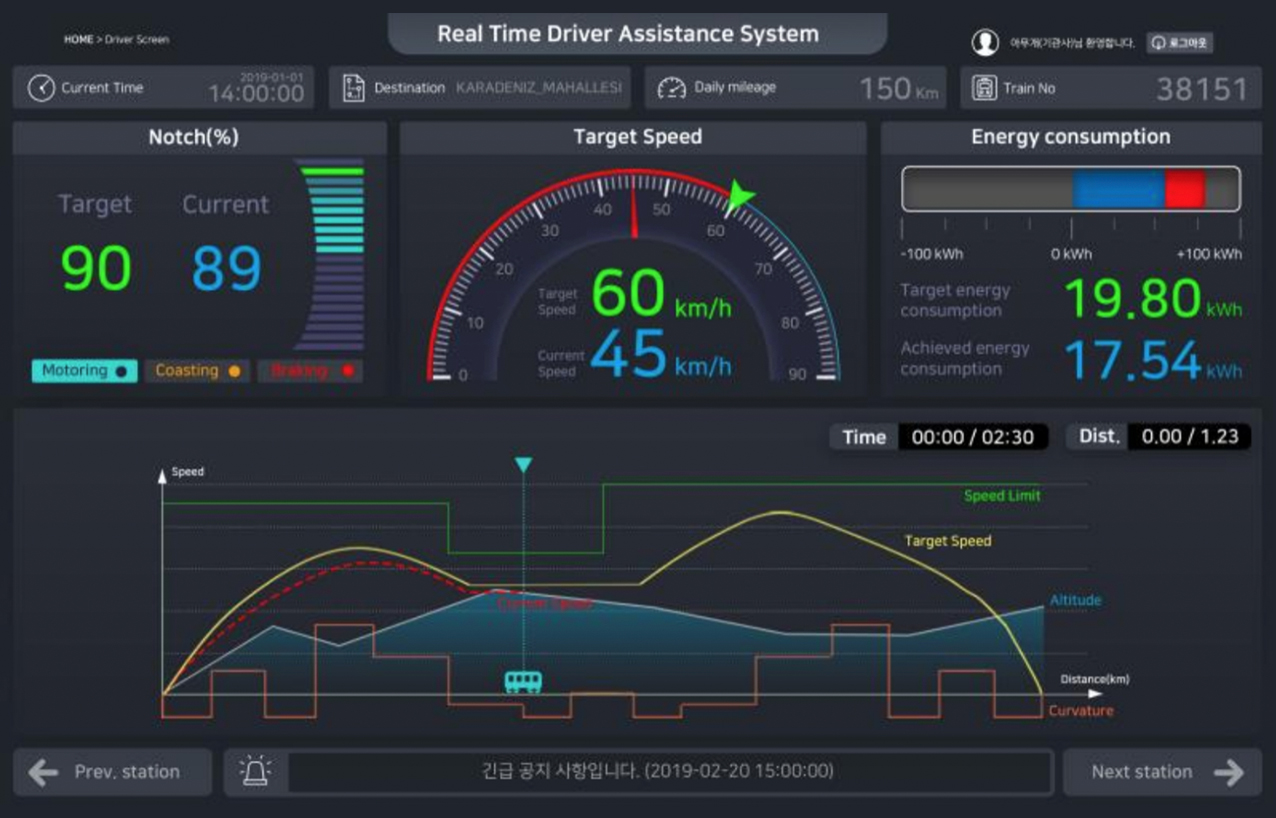 Real Time Driver Assistance System
HOME > Driver Screen
아무개(기관사)님 환영합니다. 로그아웃
Current Time
2019-01-01
14:00:00
Destination KARADENIZ_MAHALLESI
Daily mileage 150 Km
Train No 38151
Notch(%)
Target Current
90 89
Motoring Coasting Braking
Target Speed
0
10
20
30
40
50
60
70
80
90
Target Speed 60 km/h
Current Speed 45 km/h
Energy consumption
-100 kWh 0 kWh +100 kWh
Target energy
consumption
19.80 kWh
Achieved energy
consumption
17.54 kWh
Time 00:00 / 02:30 Dist. 0.00 / 1.23
Speed
Speed Limit
Target Speed
Altitude
Current Speed
Distance(km)
Curvature
Prev. station
긴급 공지 사항입니다. (2019-02-20 15:00:00)
Next station